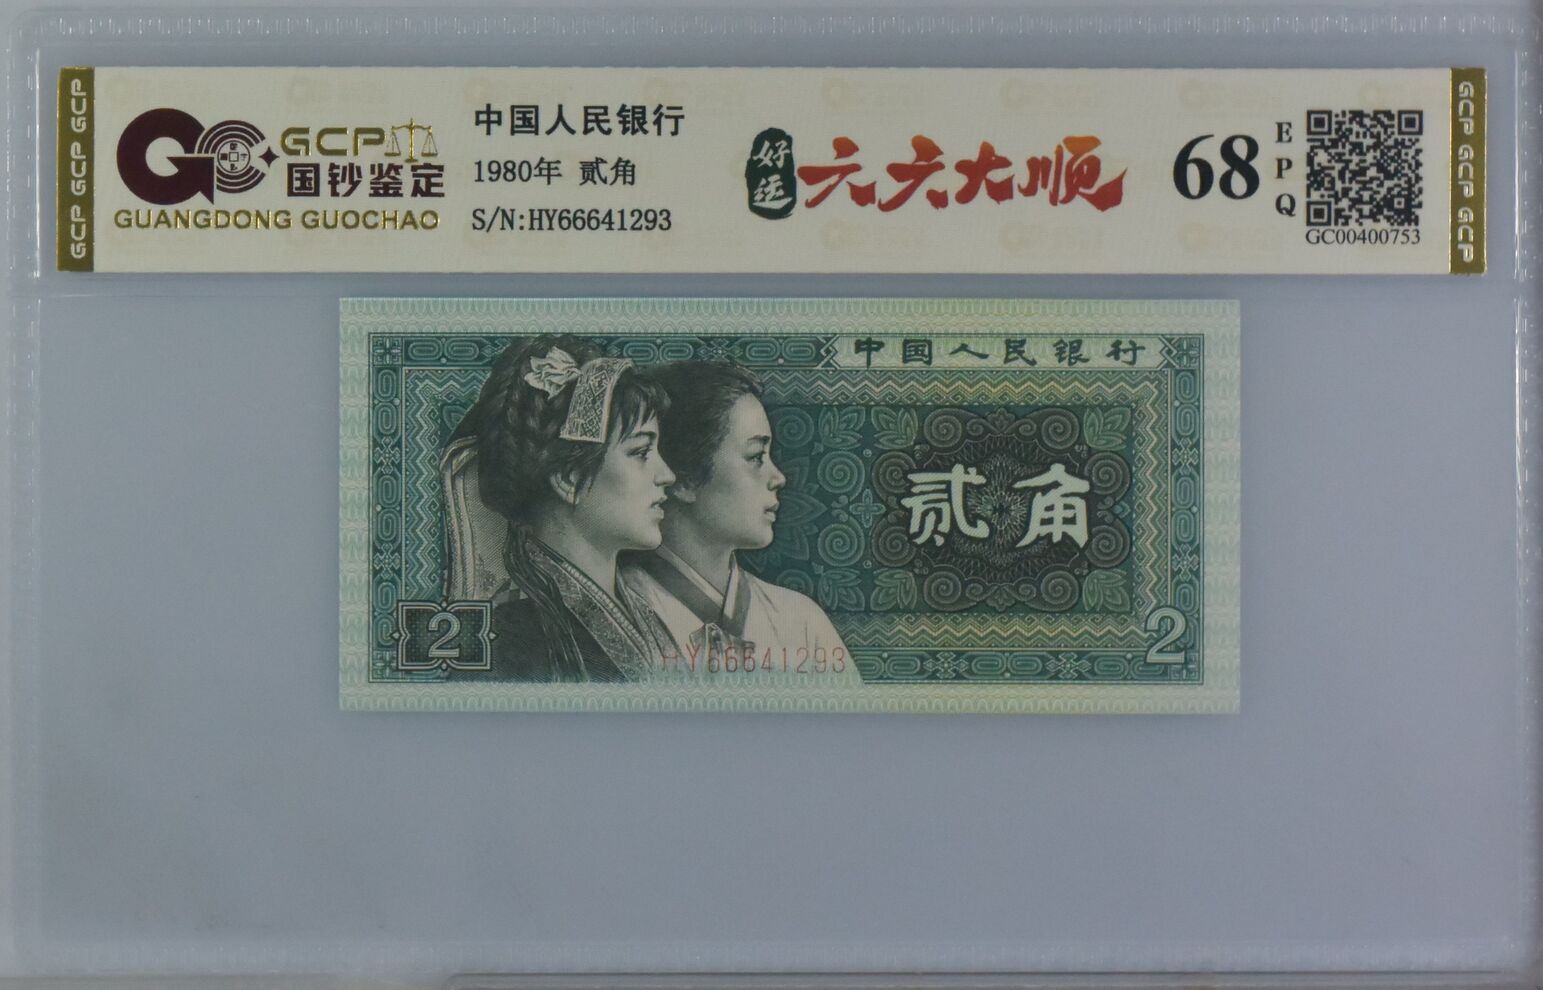 GCP GCP GCP
GCP
国钞鉴定
GUANGDONG GUOCHAO
中国人民银行
1980年 贰角
S/N:HY66641293
好运
六六大顺
68
EPQ
GC00400753
GCP GCP GCP
中国人民银行
贰角
2
2
HY66641293